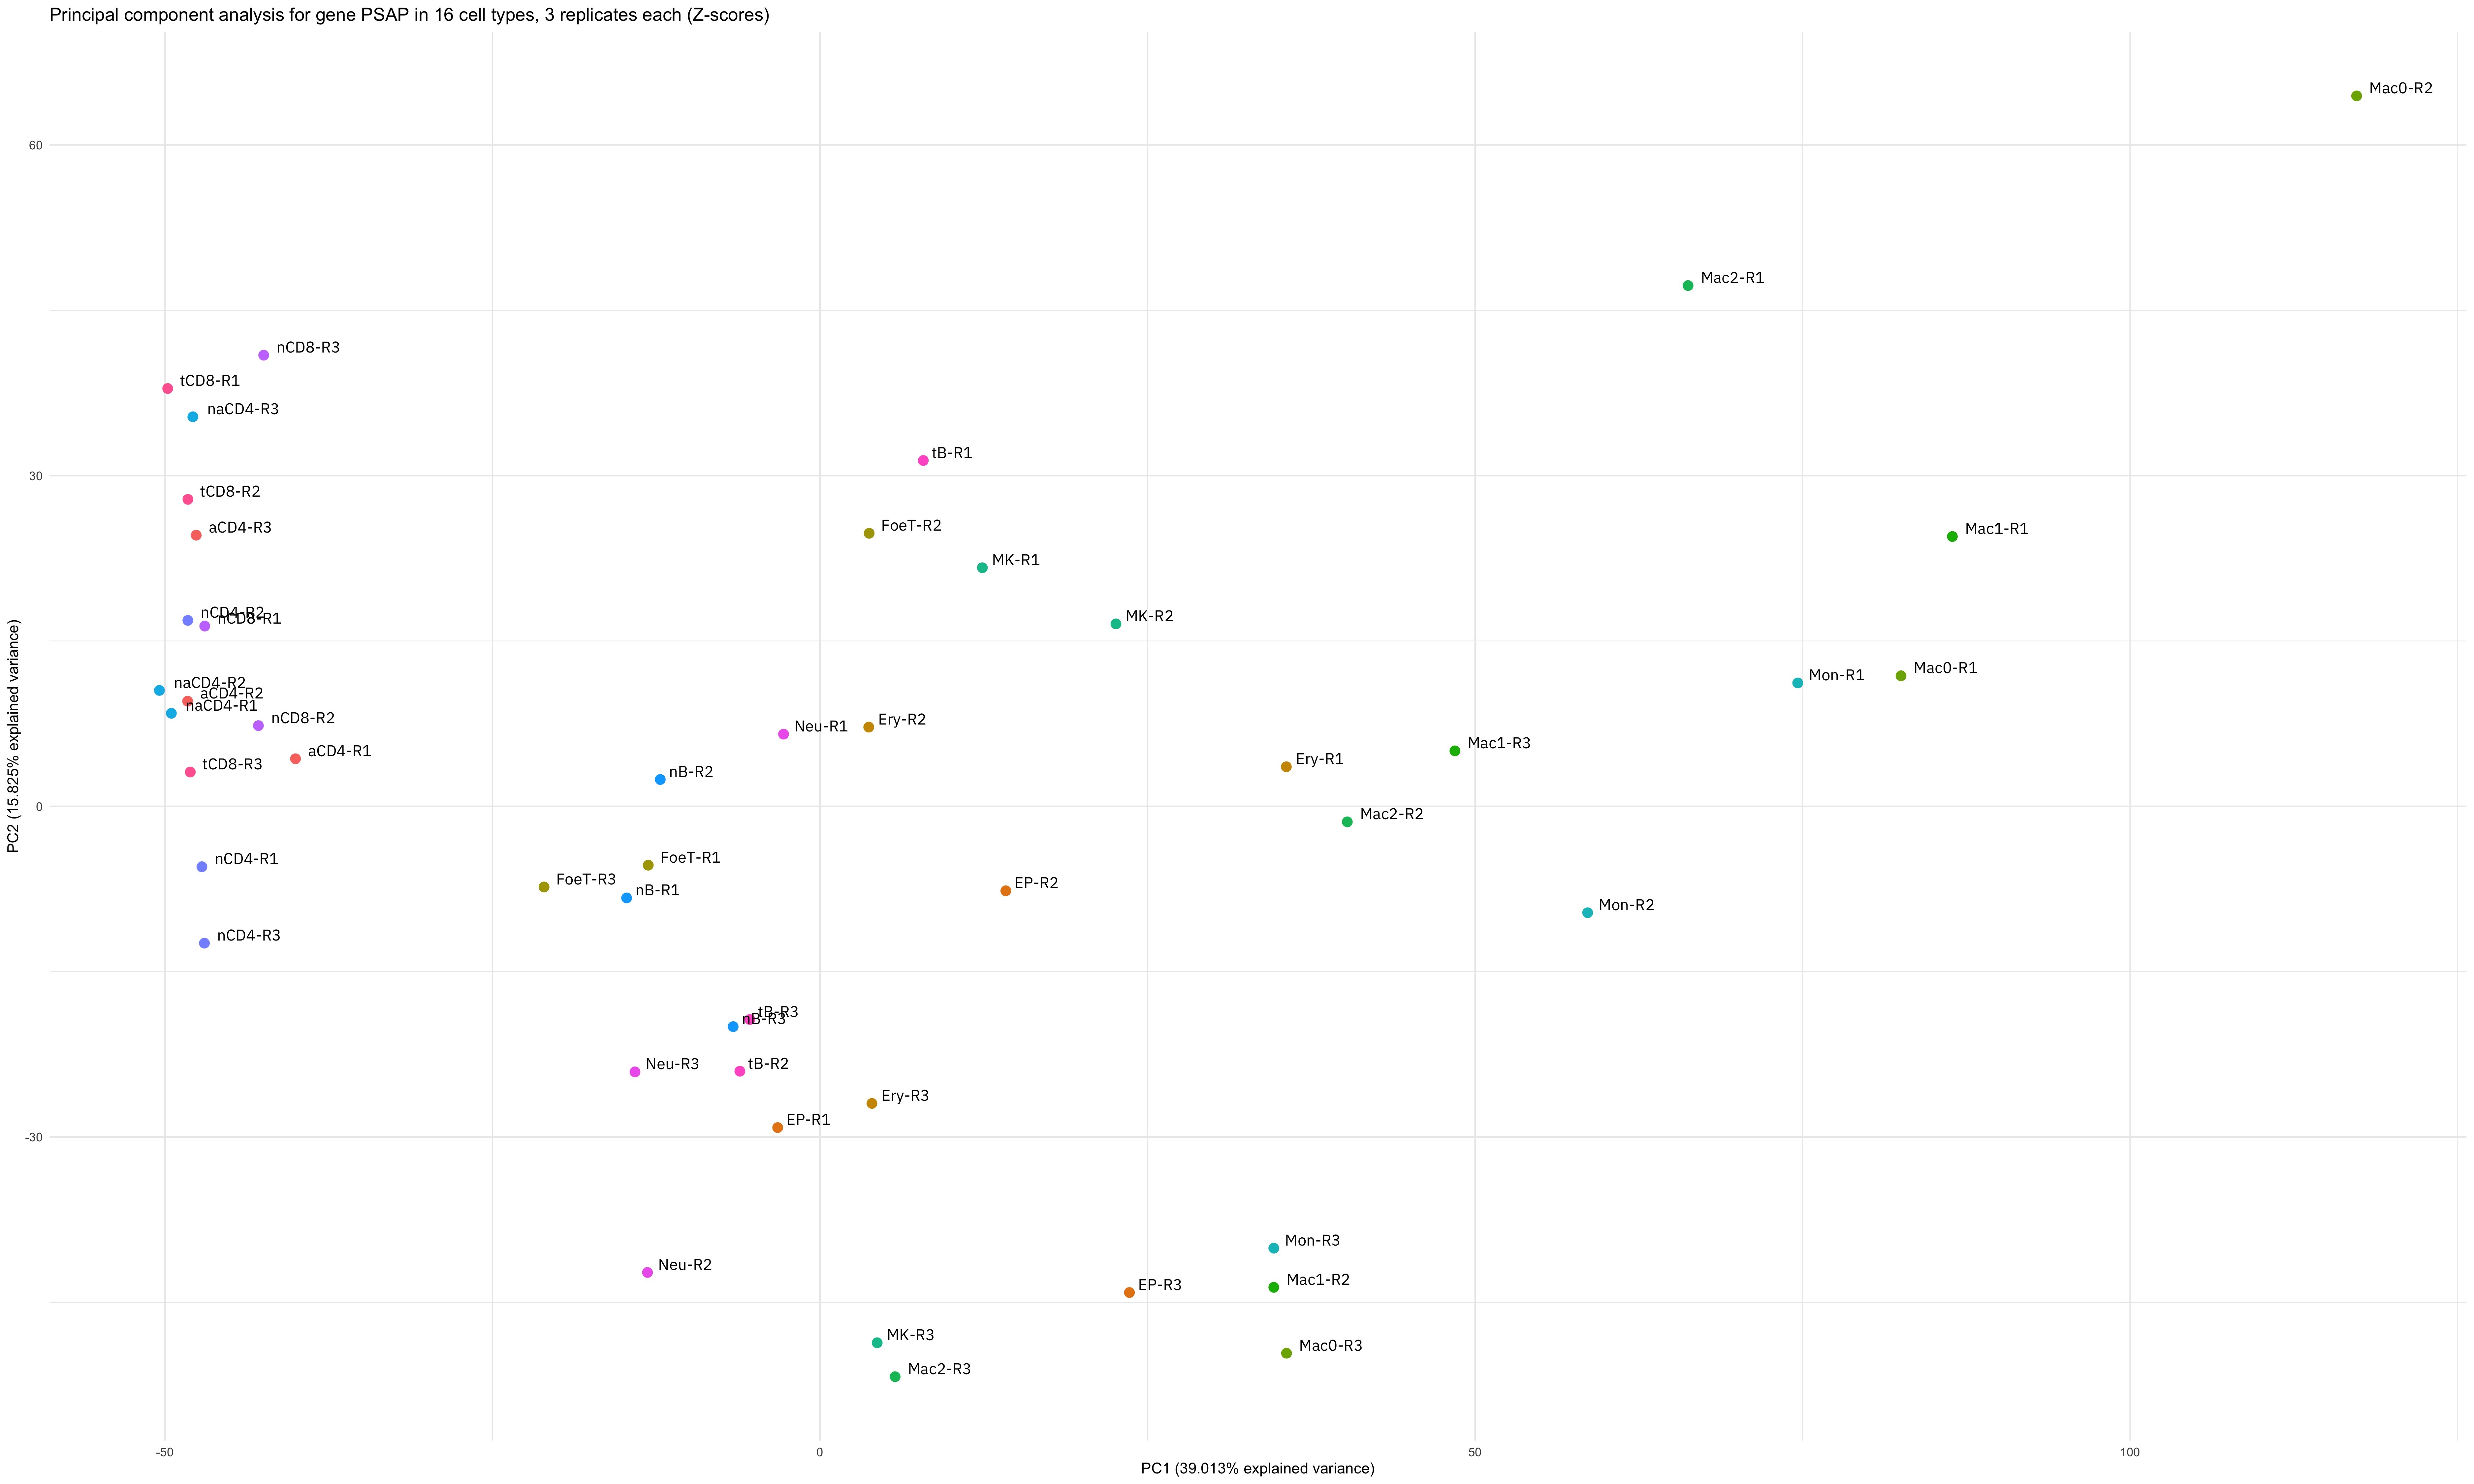 Principal component analysis for gene PSAP in 16 cell types, 3 replicates each (Z-scores)
Mac0-R2
60
Mac2-R1
nCD8-R3
tCD8-R1
naCD4-R3
tB-R1
30
tCD8-R2
FoeT-R2
aCD4-R3
Mac1-R1
MK-R1
nCD4-R2
MK-R2
nCD8-R1
Mac0-R1
Mon-R1
naCD4-R2
aCD4-R2
naCD4-R1
nCD8-R2
Ery-R2
Neu-R1
Mac1-R3
aCD4-R1
Ery-R1
tCD8-R3
nB-R2
0
Mac2-R2
FoeT-R1
nCD4-R1
FoeT-R3
EP-R2
nB-R1
Mon-R2
nCD4-R3
tB-R3
nB-R3
Neu-R3
tB-R2
Ery-R3
EP-R1
-30
Mon-R3
Neu-R2
Mac1-R2
EP-R3
MK-R3
Mac0-R3
Mac2-R3
-50
0
50
100
PC1 (39.013% explained variance)
PC2 (15.825% explained variance)